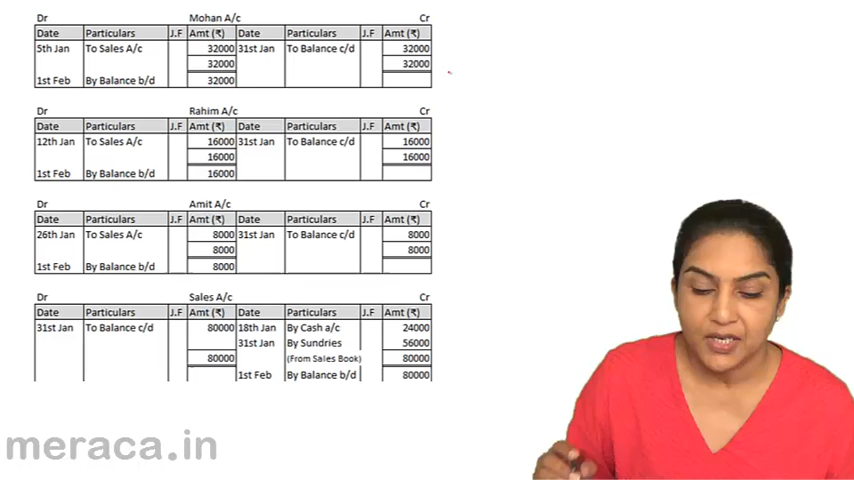 Dr Mohan A/c Cr
Date Particulars J.F Amt (₹) Date Particulars J.F Amt (₹)
5th Jan To Sales A/c 32000 31st Jan To Balance c/d 32000
32000 32000
1st Feb By Balance b/d 32000
Dr Rahim A/c Cr
Date Particulars J.F Amt (₹) Date Particulars J.F Amt (₹)
12th Jan To Sales A/c 16000 31st Jan To Balance c/d 16000
16000 16000
1st Feb By Balance b/d 16000
Dr Amit A/c Cr
Date Particulars J.F Amt (₹) Date Particulars J.F Amt (₹)
26th Jan To Sales A/c 8000 31st Jan To Balance c/d 8000
8000 8000
1st Feb By Balance b/d 8000
Dr Sales A/c Cr
Date Particulars J.F Amt (₹) Date Particulars J.F Amt (₹)
31st Jan To Balance c/d 80000 18th Jan By Cash a/c 24000
31st Jan By Sundries 56000
80000 (From Sales Book) 80000
1st Feb By Balance b/d 80000
meraca.in